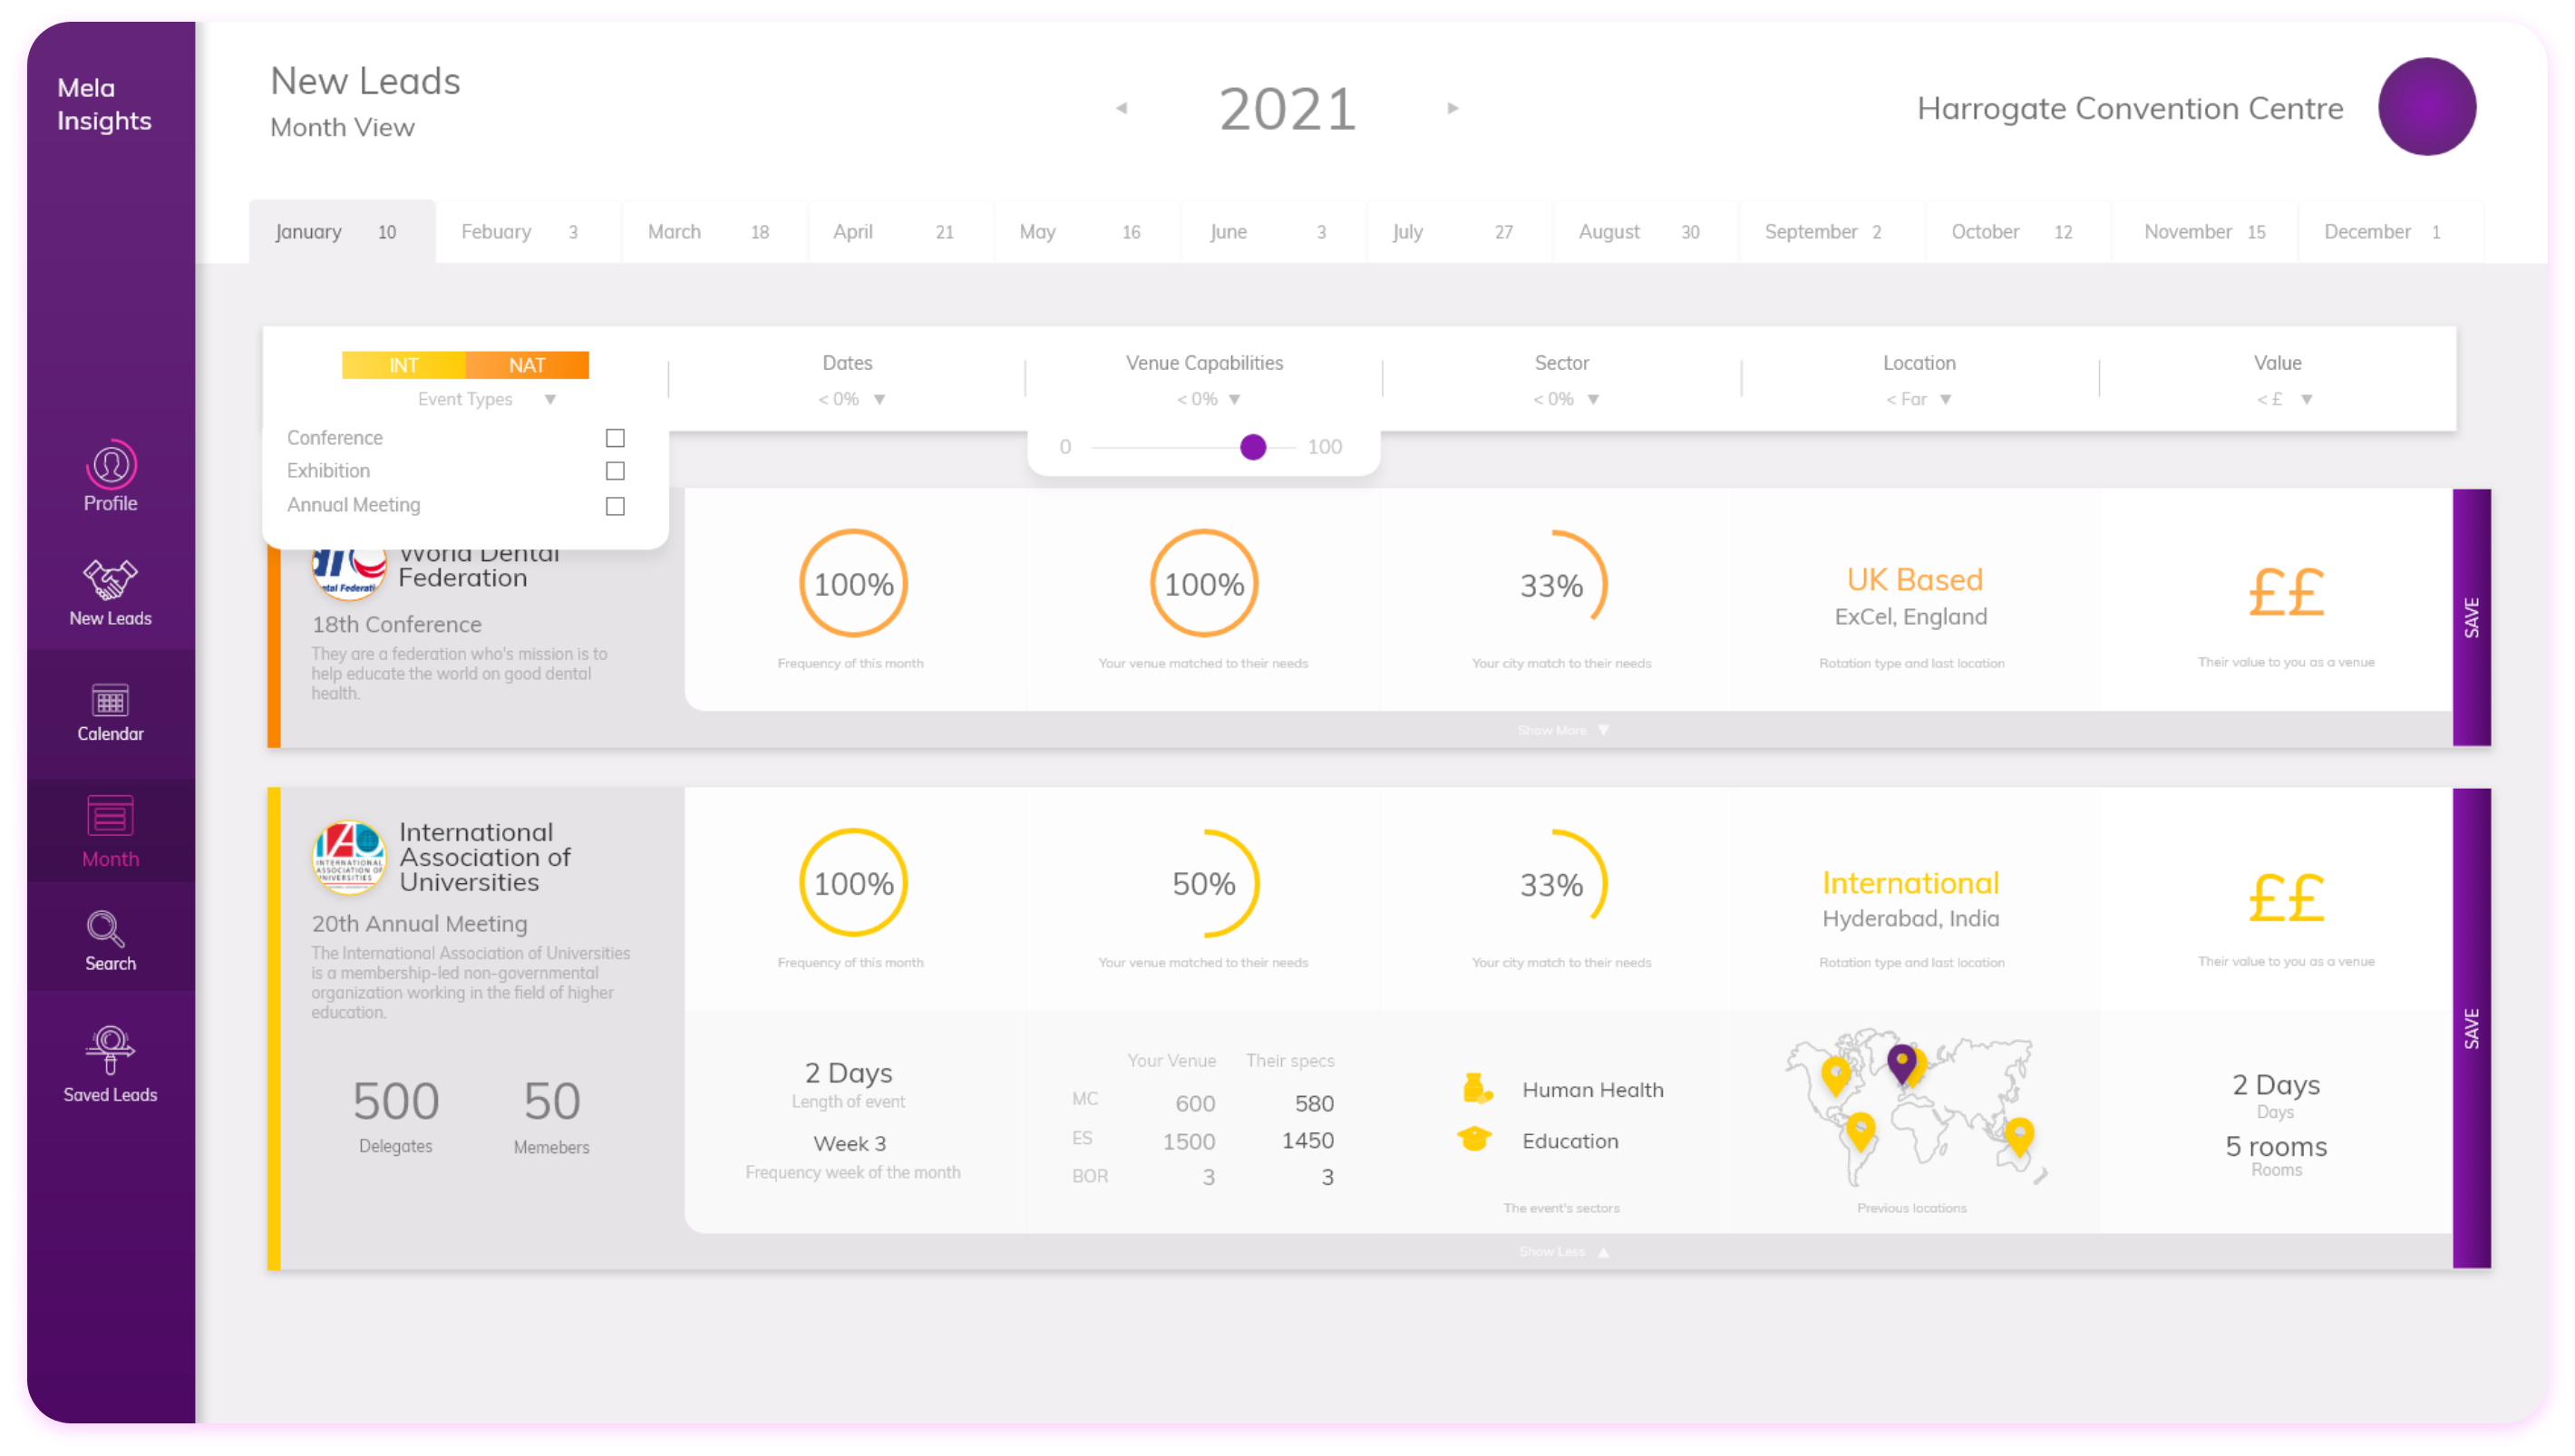 Mela
Insights
Profile
New Leads
Calendar
Month
Search
Saved Leads
New Leads
Month View
◂ 2021 ▸
Harrogate Convention Centre
January 10
Febuary 3
March 18
April 21
May 16
June 3
July 27
August 30
September 2
October 12
November 15
December 1
INT NAT
Event Types ▼
Conference
Exhibition
Annual Meeting
Dates
< 0% ▼
Venue Capabilities
< 0% ▼
0 100
Sector
< 0% ▼
Location
< Far ▼
Value
< £ ▼
World Dental
Federation
ntal Federati
18th Conference
They are a federation who's mission is to
help educate the world on good dental
health.
100%
Frequency of this month
100%
Your venue matched to their needs
33%
Your city match to their needs
UK Based
ExCel, England
Rotation type and last location
££
Their value to you as a venue
SAVE
Show More ▼
IAO
INTERNATIONAL
ASSOCIATION OF
UNIVERSITIES
International
Association of
Universities
20th Annual Meeting
The International Association of Universities
is a membership-led non-governmental
organization working in the field of higher
education.
500
Delegates
50
Memebers
100%
Frequency of this month
50%
Your venue matched to their needs
33%
Your city match to their needs
International
Hyderabad, India
Rotation type and last location
££
Their value to you as a venue
2 Days
Length of event
Week 3
Frequency week of the month
Your Venue Their specs
MC 600 580
ES 1500 1450
BOR 3 3
Human Health
Education
The event's sectors
Previous locations
2 Days
Days
5 rooms
Rooms
SAVE
Show Less ▲